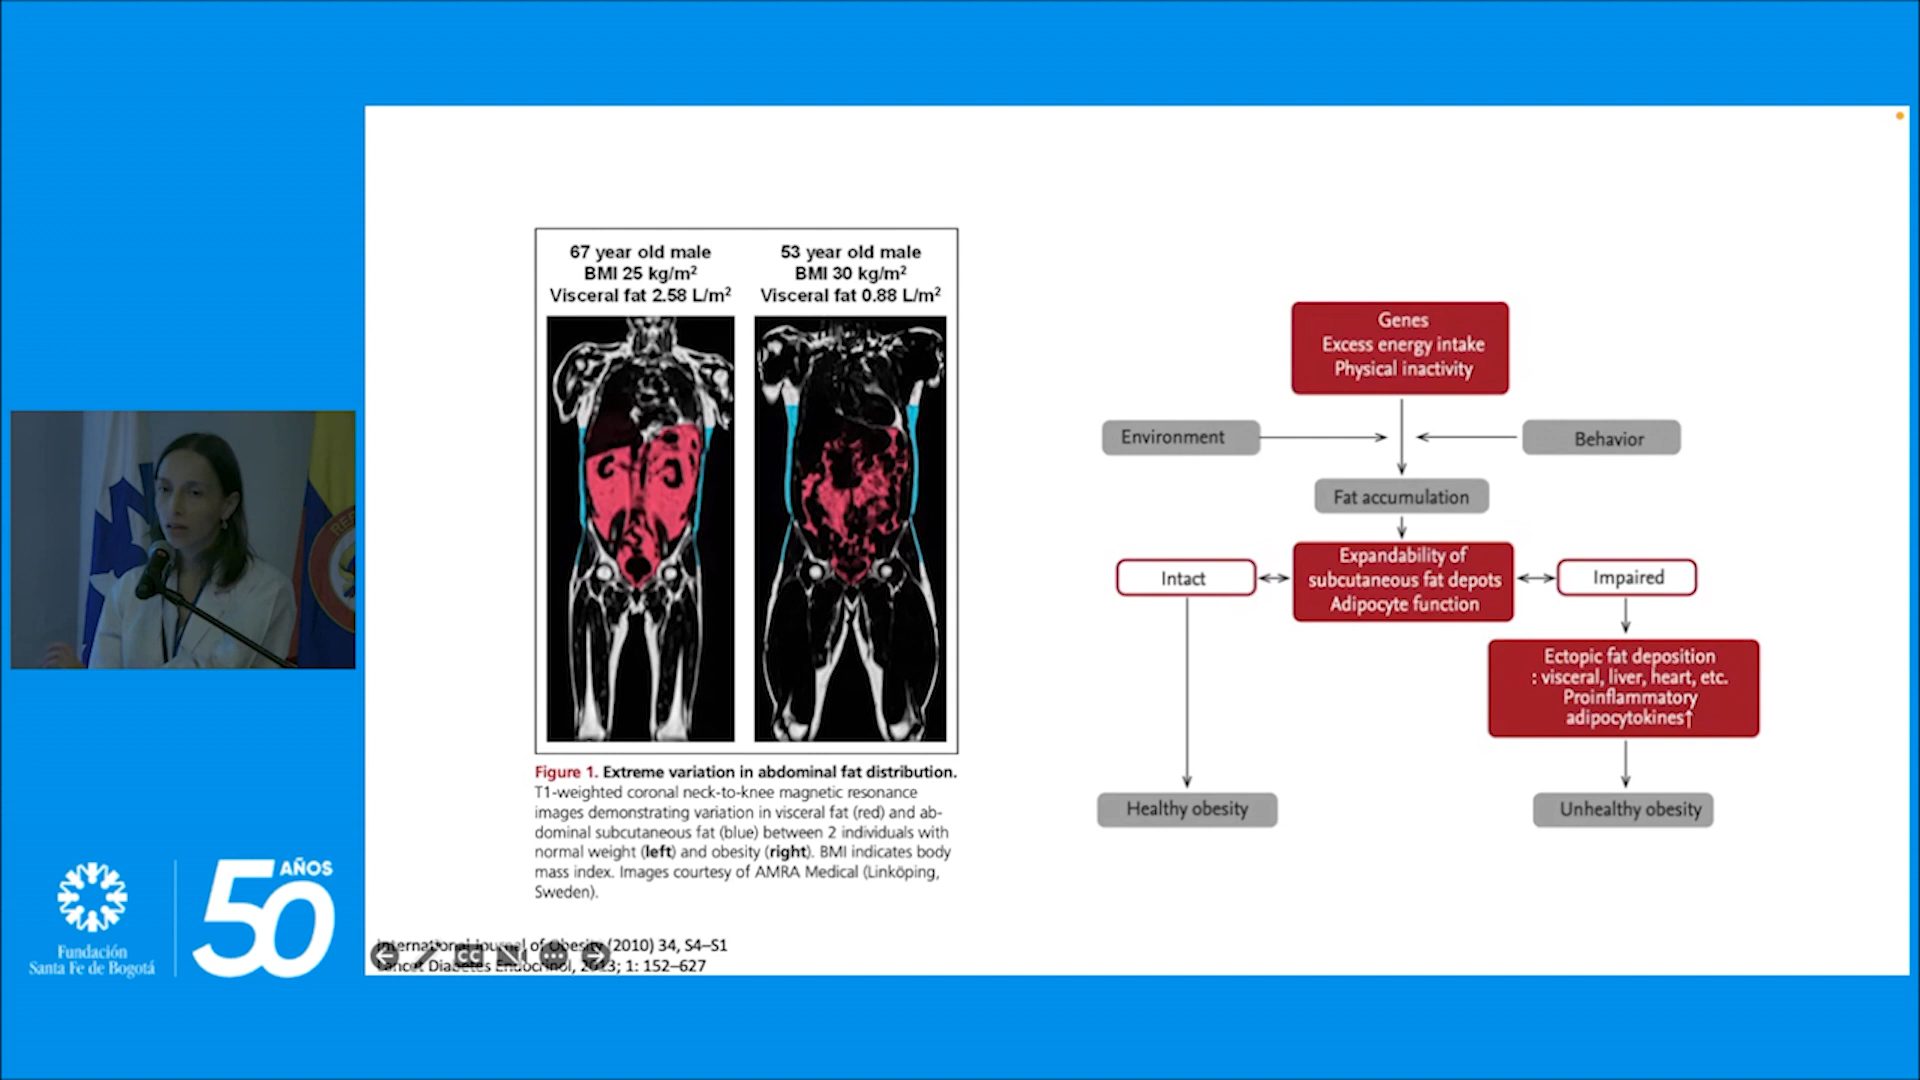 67 year old male
BMI 25 kg/m²
Visceral fat 2.58 L/m²
53 year old male
BMI 30 kg/m²
Visceral fat 0.88 L/m²
Figure 1. Extreme variation in abdominal fat distribution.
T1-weighted coronal neck-to-knee magnetic resonance
images demonstrating variation in visceral fat (red) and ab-
dominal subcutaneous fat (blue) between 2 individuals with
normal weight (left) and obesity (right). BMI indicates body
mass index. Images courtesy of AMRA Medical (Linköping,
Sweden).
Genes
Excess energy intake
Physical inactivity
Environment
Behavior
Fat accumulation
Intact
Expandability of
subcutaneous fat depots
Adipocyte function
Impaired
Ectopic fat deposition
: visceral, liver, heart, etc.
Proinflammatory
adipocytokines↑
Healthy obesity
Unhealthy obesity
International Journal of Obesity (2010) 34, S4–S1
Lancet Diabetes Endocrinol, 2013; 1: 152–627
CC
Fundación
Santa Fe de Bogotá
50 AÑOS